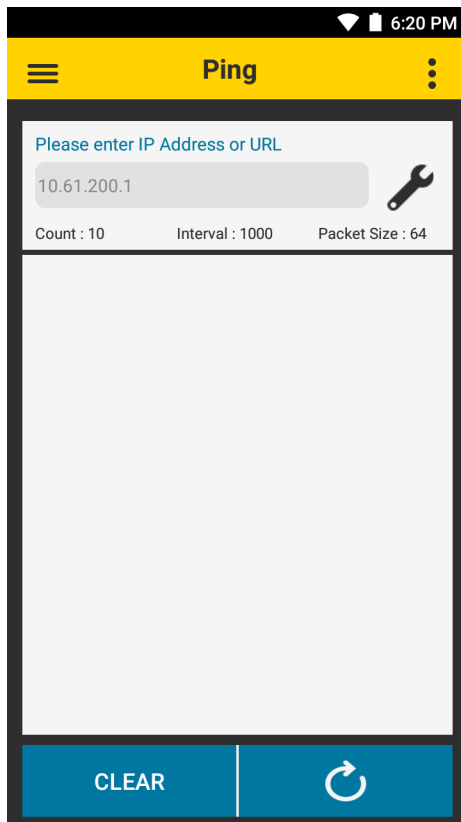 6:20 PM
Ping
Please enter IP Address or URL
10.61.200.1
Count : 10 Interval : 1000 Packet Size : 64
CLEAR